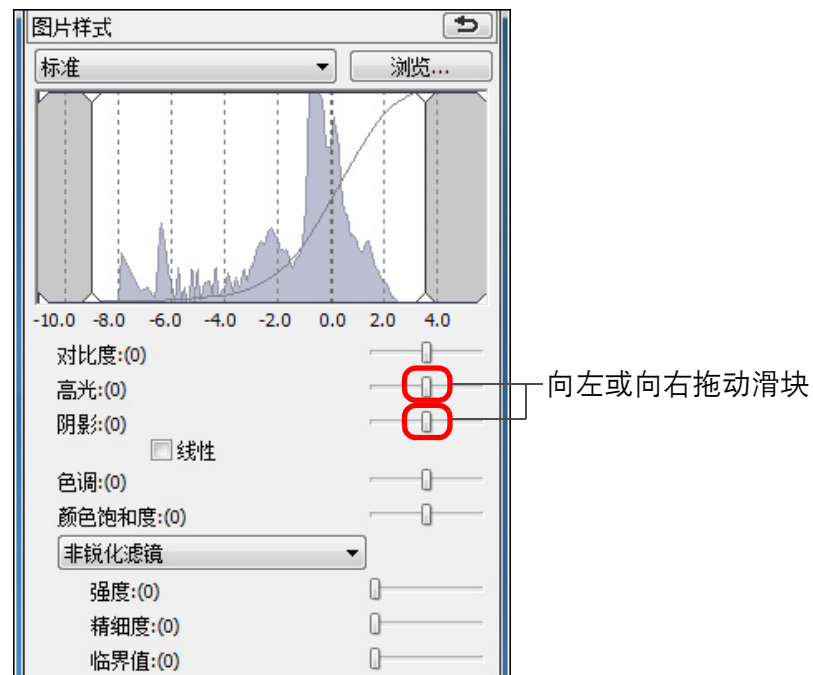 图片样式
标准
浏览...
-10.0 -8.0 -6.0 -4.0 -2.0 0.0 2.0 4.0
对比度:(0)
高光:(0)
向左或向右拖动滑块
阴影:(0)
线性
色调:(0)
颜色饱和度:(0)
非锐化滤镜
强度:(0)
精细度:(0)
临界值:(0)